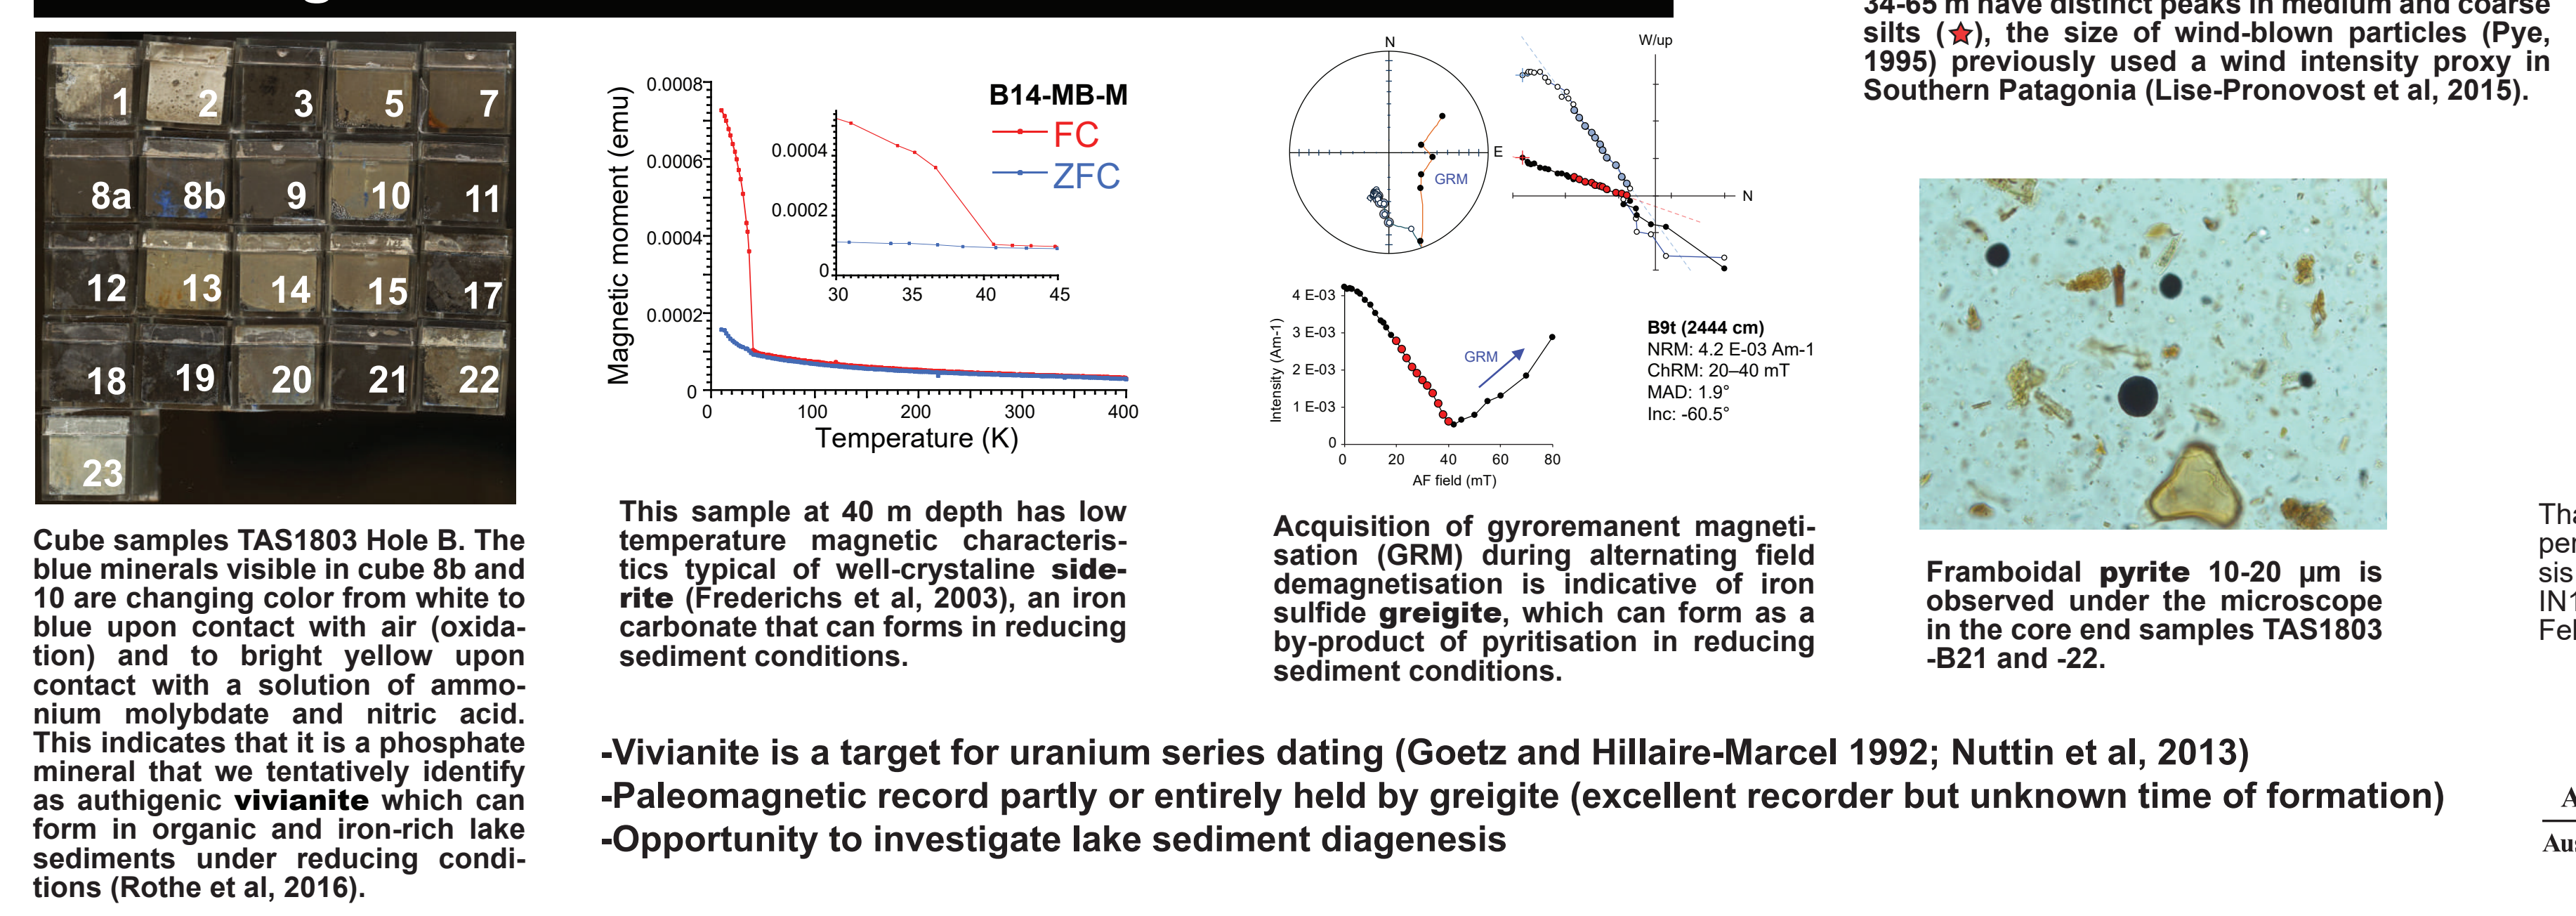 34-65 m have distinct peaks in medium and coarse
silts (★), the size of wind-blown particles (Pye,
1995) previously used a wind intensity proxy in
Southern Patagonia (Lise-Pronovost et al, 2015).
1 2 3 5 7
8a 8b 9 10 11
12 13 14 15 17
18 19 20 21 22
23
Cube samples TAS1803 Hole B. The
blue minerals visible in cube 8b and
10 are changing color from white to
blue upon contact with air (oxida-
tion) and to bright yellow upon
contact with a solution of ammo-
nium molybdate and nitric acid.
This indicates that it is a phosphate
mineral that we tentatively identify
as authigenic vivianite which can
form in organic and iron-rich lake
sediments under reducing condi-
tions (Rothe et al, 2016).
Magnetic moment (emu)
0.0008
0.0006
0.0004
0.0002
0
0 100 200 300 400
Temperature (K)
B14-MB-M
FC
ZFC
0.0004
0.0002
0
30 35 40 45
This sample at 40 m depth has low
temperature magnetic characteris-
tics typical of well-crystaline side-
rite (Frederichs et al, 2003), an iron
carbonate that can forms in reducing
sediment conditions.
N
E
GRM
W/up
N
Intensity (Am-1)
4 E-03
3 E-03
2 E-03
1 E-03
0
0 20 40 60 80
AF field (mT)
GRM
B9t (2444 cm)
NRM: 4.2 E-03 Am-1
ChRM: 20–40 mT
MAD: 1.9°
Inc: -60.5°
Acquisition of gyroremanent magneti-
sation (GRM) during alternating field
demagnetisation is indicative of iron
sulfide greigite, which can form as a
by-product of pyritisation in reducing
sediment conditions.
Framboidal pyrite 10-20 µm is
observed under the microscope
in the core end samples TAS1803
-B21 and -22.
-Vivianite is a target for uranium series dating (Goetz and Hillaire-Marcel 1992; Nuttin et al, 2013)
-Paleomagnetic record partly or entirely held by greigite (excellent recorder but unknown time of formation)
-Opportunity to investigate lake sediment diagenesis
Tha
per
sis
IN1
Fel
A
Aus